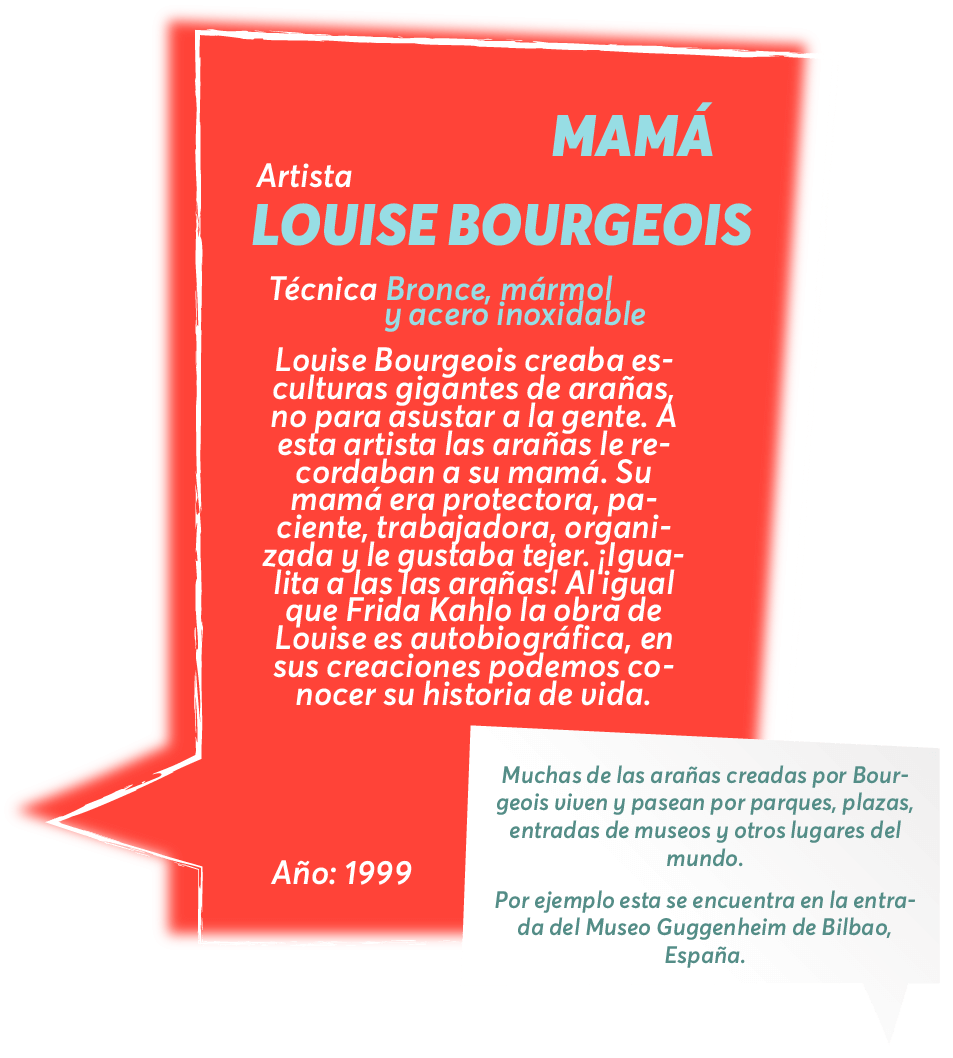 MAMÁ
Artista
LOUISE BOURGEOIS
Técnica Bronce, mármol
y acero inoxidable
Louise Bourgeois creaba es-
culturas gigantes de arañas,
no para asustar a la gente. A
esta artista las arañas le re-
cordaban a su mamá. Su
mamá era protectora, pa-
ciente, trabajadora, organi-
zada y le gustaba tejer. ¡Igua-
lita a las las arañas! Al igual
que Frida Kahlo la obra de
Louise es autobiográfica, en
sus creaciones podemos co-
nocer su historia de vida.
Año: 1999
Muchas de las arañas creadas por Bour-
geois viven y pasean por parques, plazas,
entradas de museos y otros lugares del
mundo.
Por ejemplo esta se encuentra en la entra-
da del Museo Guggenheim de Bilbao,
España.